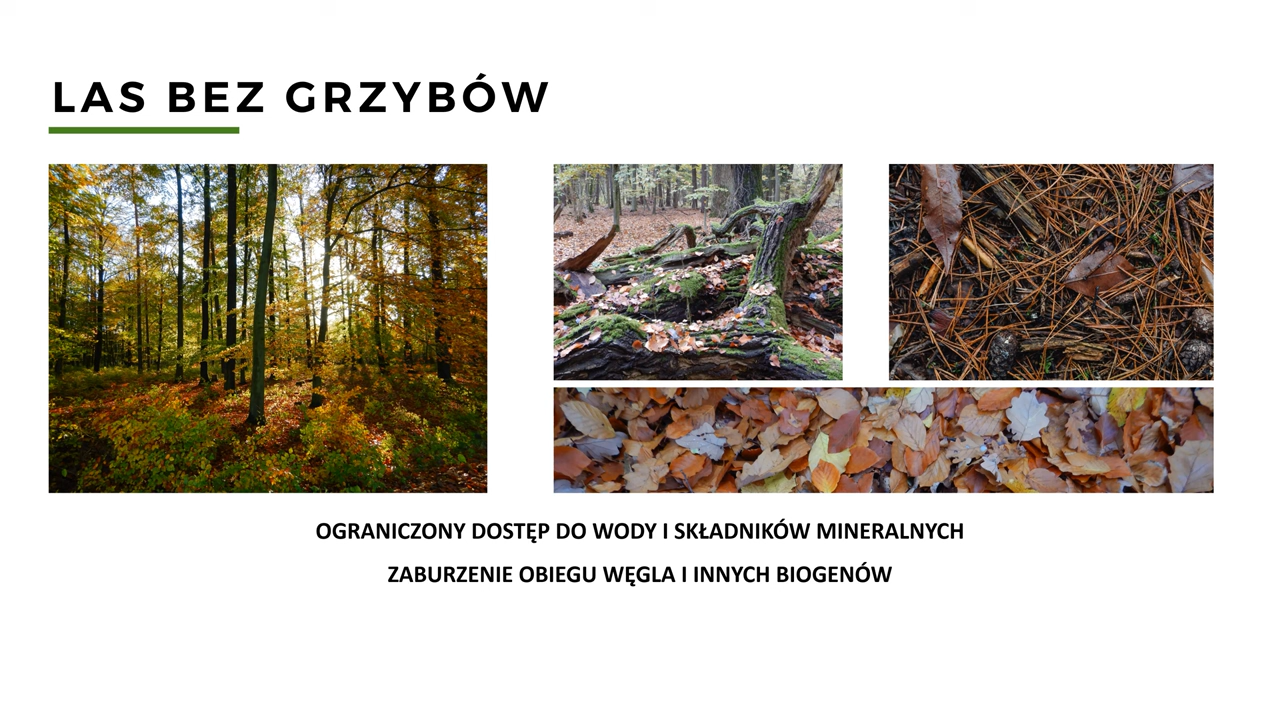 LAS BEZ GRZYBÓW
OGRANICZONY DOSTĘP DO WODY I SKŁADNIKÓW MINERALNYCH
ZABURZENIE OBIEGU WĘGLA I INNYCH BIOGENÓW